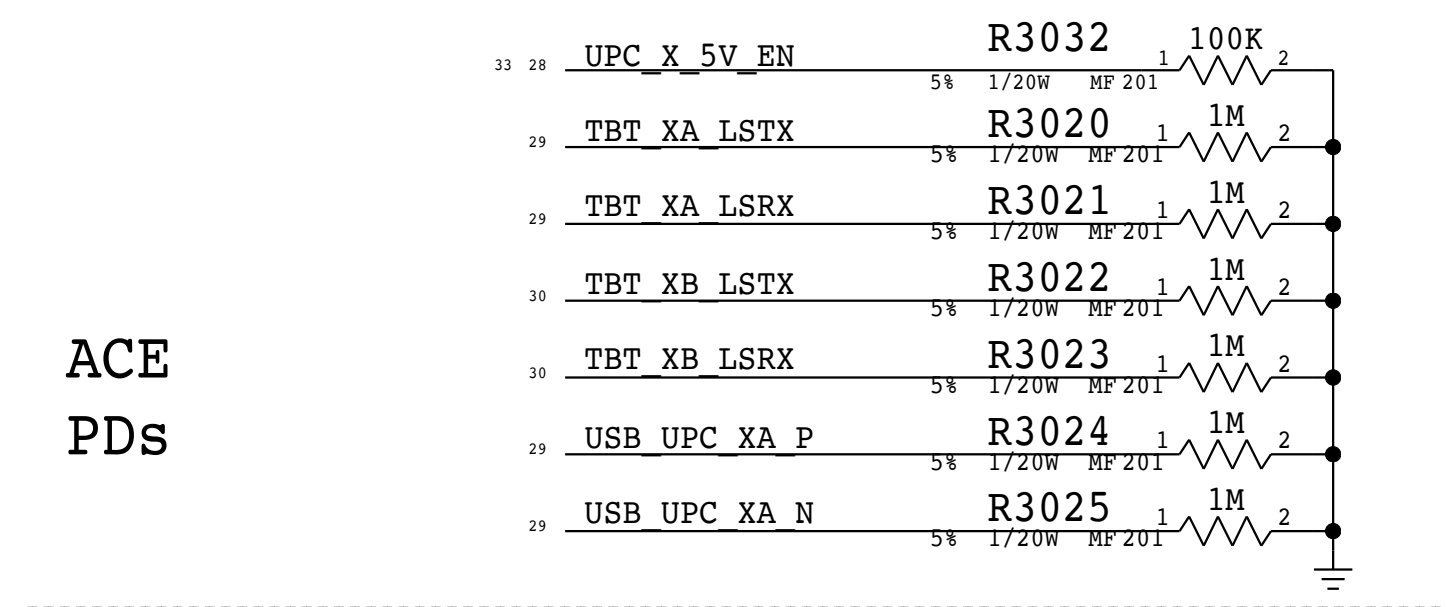 R3032 100K
33 28 UPC_X_5V_EN 1 2
5% 1/20W MF 201
R3020 1M
29 TBT_XA_LSTX 1 2
5% 1/20W MF 201
R3021 1M
29 TBT_XA_LSRX 1 2
5% 1/20W MF 201
R3022 1M
30 TBT_XB_LSTX 1 2
5% 1/20W MF 201
ACE
R3023 1M
30 TBT_XB_LSRX 1 2
5% 1/20W MF 201
PDs
R3024 1M
29 USB_UPC_XA_P 1 2
5% 1/20W MF 201
R3025 1M
29 USB_UPC_XA_N 1 2
5% 1/20W MF 201